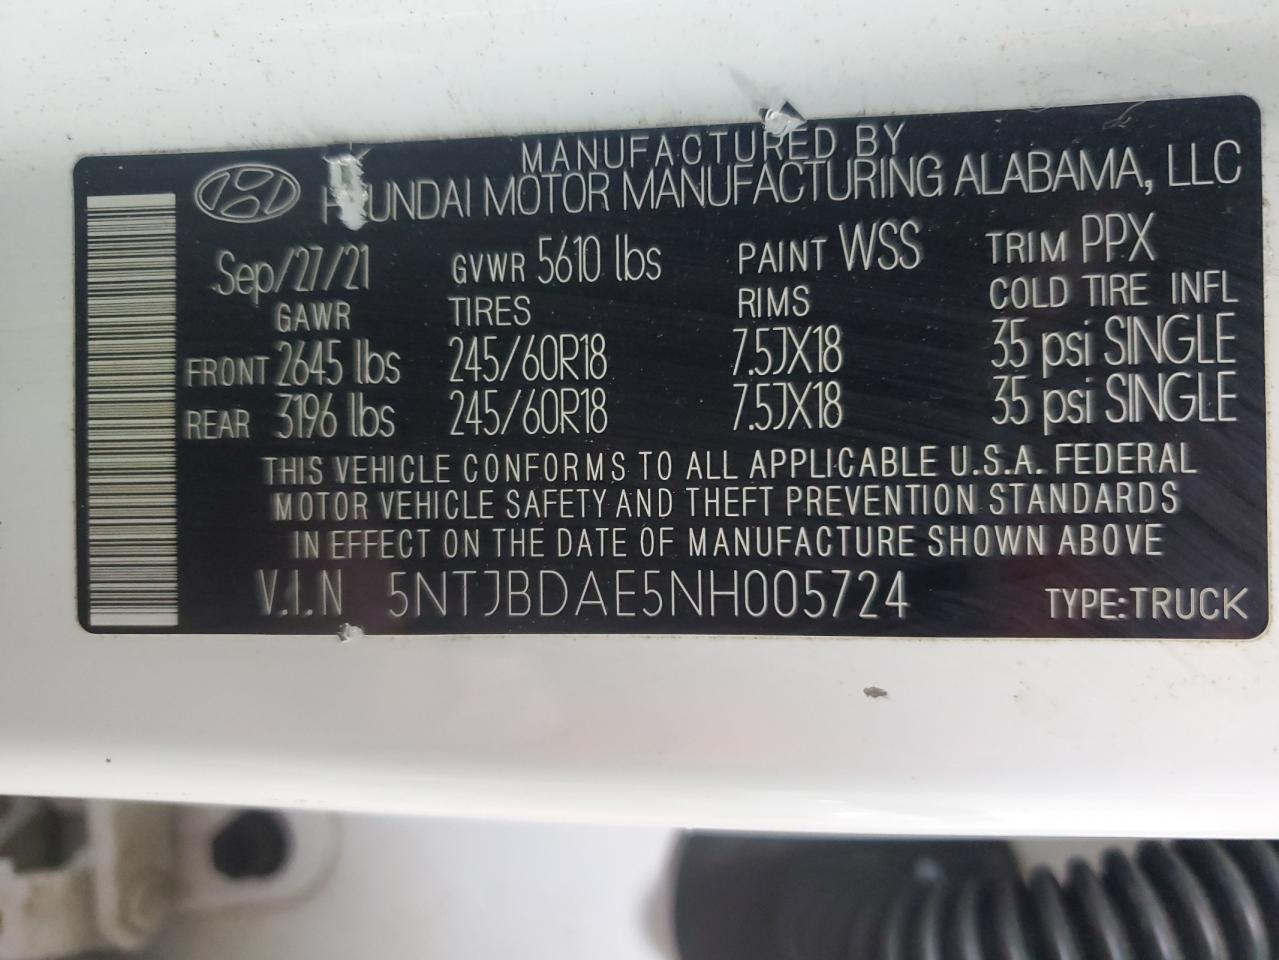 MANUFACTURED BY
HYUNDAI MOTOR MANUFACTURING ALABAMA, LLC
Sep/27/21 GVWR 5610 lbs PAINT WSS TRIM PPX
GAWR TIRES RIMS COLD TIRE INFL
FRONT 2645 lbs 245/60R18 7.5JX18 35 psi SINGLE
REAR 3196 lbs 245/60R18 7.5JX18 35 psi SINGLE
THIS VEHICLE CONFORMS TO ALL APPLICABLE U.S.A. FEDERAL
MOTOR VEHICLE SAFETY AND THEFT PREVENTION STANDARDS
IN EFFECT ON THE DATE OF MANUFACTURE SHOWN ABOVE
V.I.N 5NTJBDAE5NH005724 TYPE:TRUCK